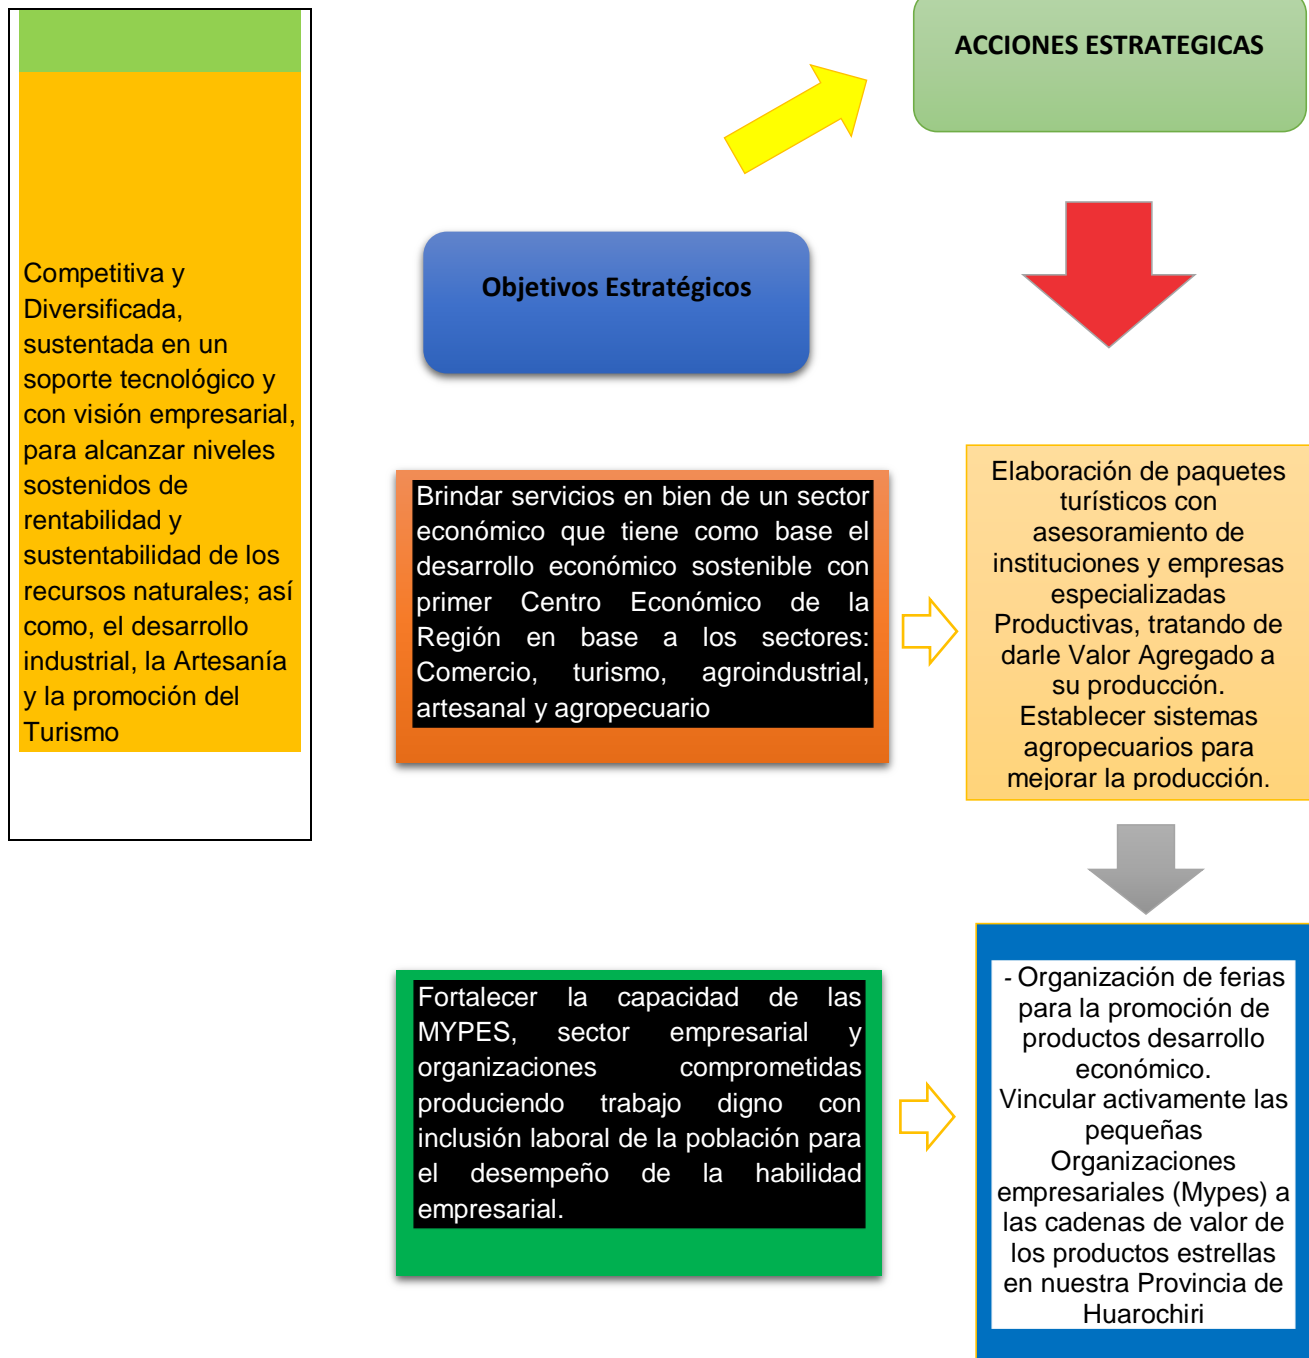 Competitiva y
Diversificada,
sustentada en un
soporte tecnológico y
con visión empresarial,
para alcanzar niveles
sostenidos de
rentabilidad y
sustentabilidad de los
recursos naturales; así
como, el desarrollo
industrial, la Artesanía
y la promoción del
Turismo
ACCIONES ESTRATEGICAS
Objetivos Estratégicos
Brindar servicios en bien de un sector
económico que tiene como base el
desarrollo económico sostenible con
primer Centro Económico de la
Región en base a los sectores:
Comercio, turismo, agroindustrial,
artesanal y agropecuario
Elaboración de paquetes
turísticos con
asesoramiento de
instituciones y empresas
especializadas
Productivas, tratando de
darle Valor Agregado a
su producción.
Establecer sistemas
agropecuarios para
mejorar la producción.
Fortalecer la capacidad de las
MYPES, sector empresarial y
organizaciones comprometidas
produciendo trabajo digno con
inclusión laboral de la población para
el desempeño de la habilidad
empresarial.
- Organización de ferias
para la promoción de
productos desarrollo
económico.
Vincular activamente las
pequeñas
Organizaciones
empresariales (Mypes) a
las cadenas de valor de
los productos estrellas
en nuestra Provincia de
Huarochiri